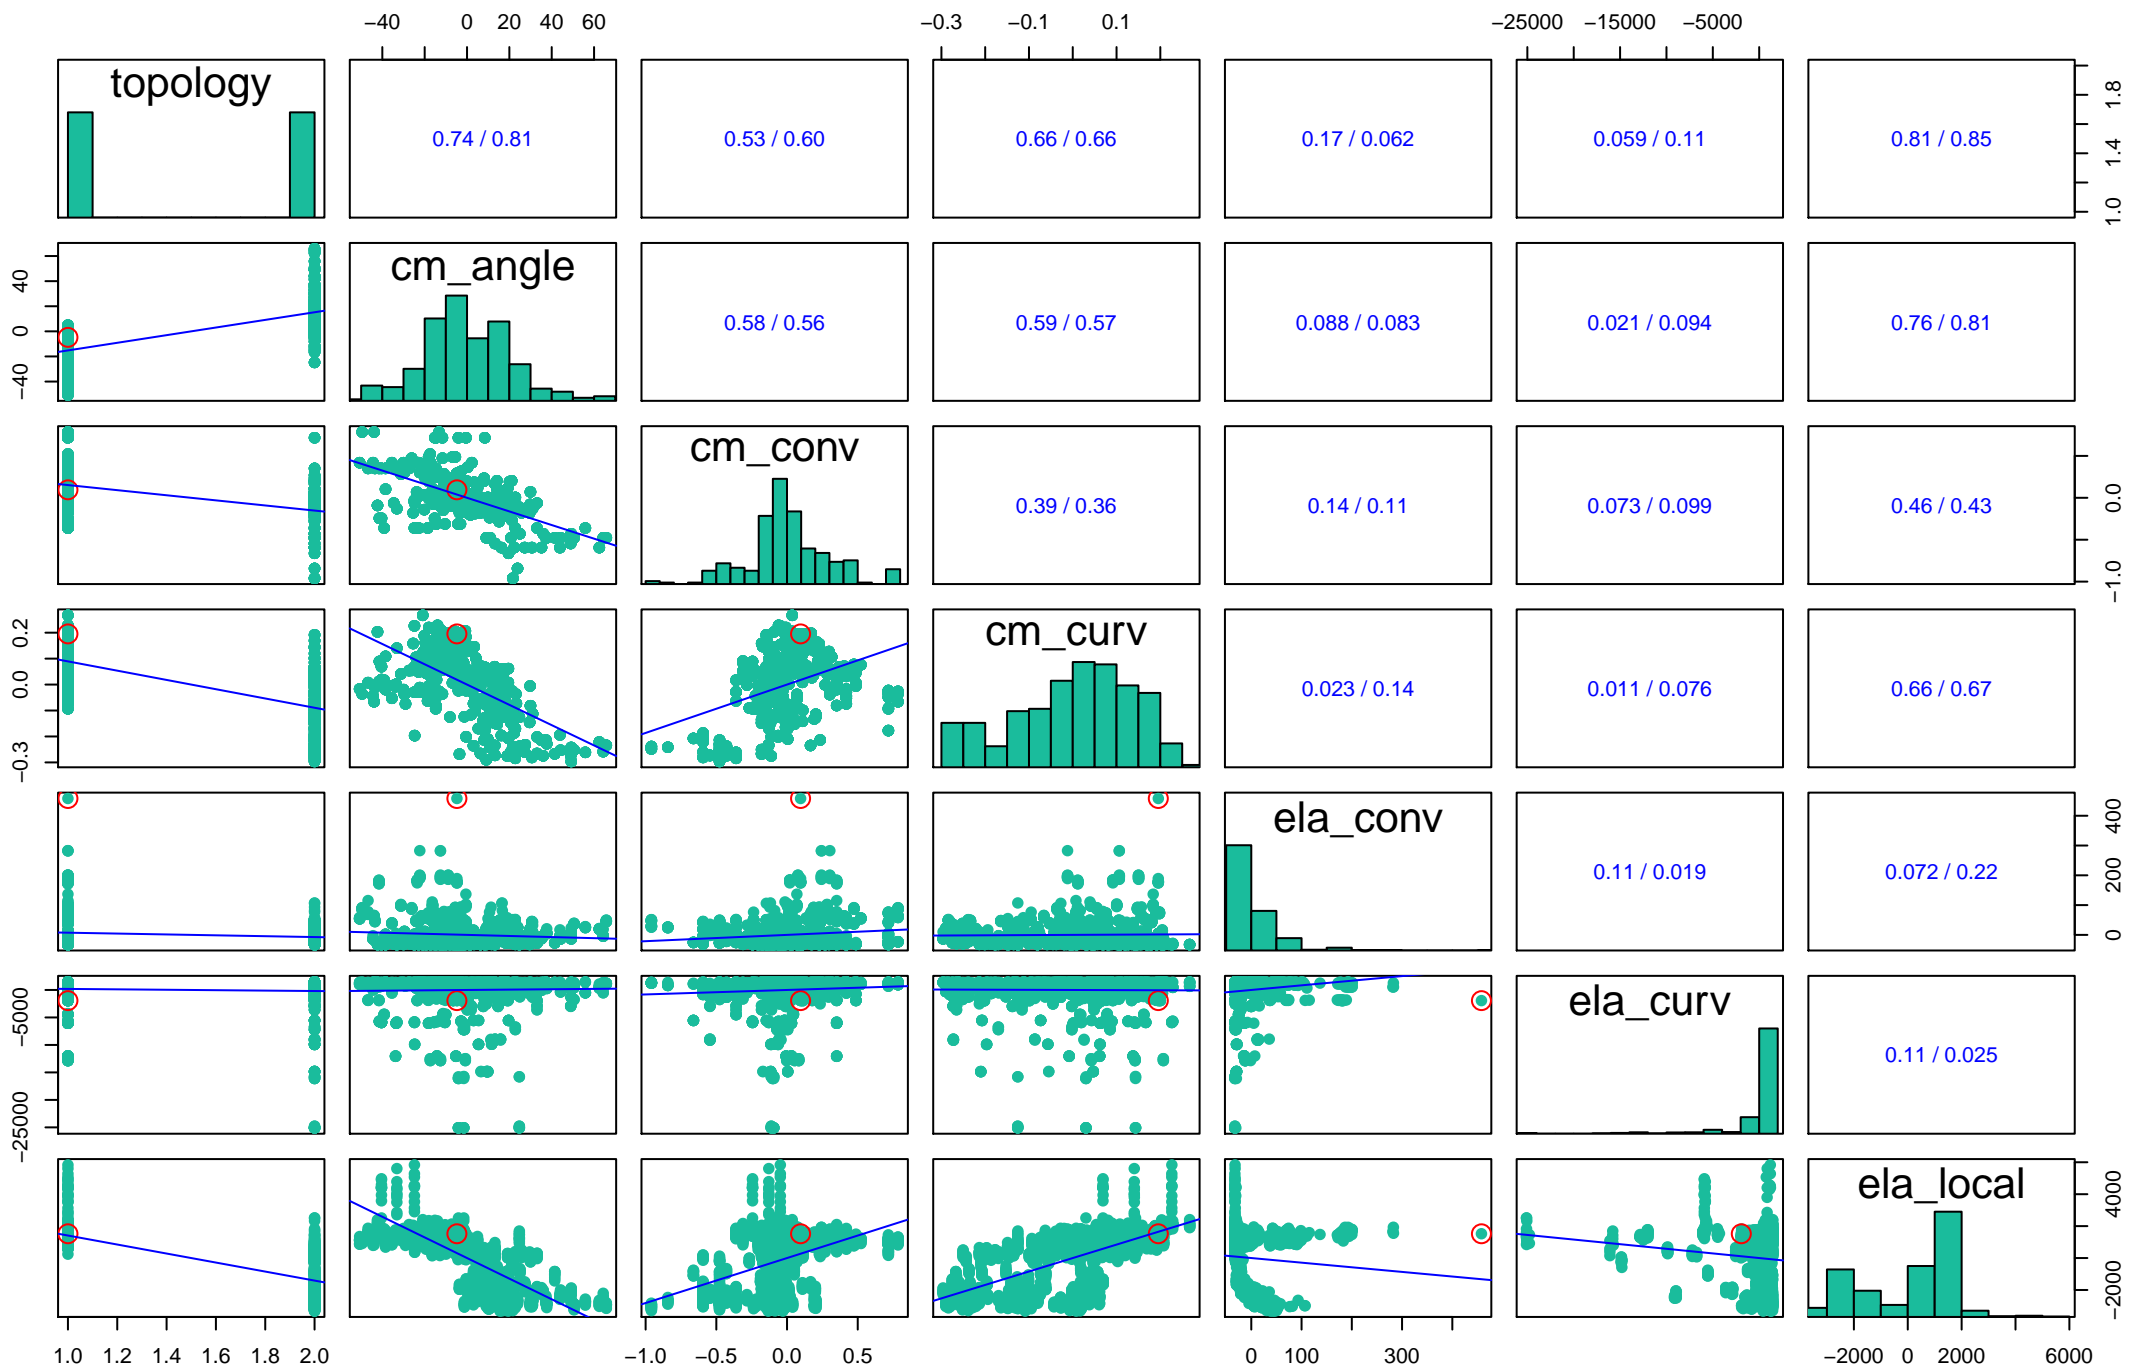 −40 0 20 40 60 −0.3 −0.1 0.1 −25000 −15000 −5000
topology 0.74 / 0.81 0.53 / 0.60 0.66 / 0.66 0.17 / 0.062 0.059 / 0.11 0.81 / 0.85 1.0 1.4 1.8
−40 0 40 cm_angle 0.58 / 0.56 0.59 / 0.57 0.088 / 0.083 0.021 / 0.094 0.76 / 0.81
cm_conv 0.39 / 0.36 0.14 / 0.11 0.073 / 0.099 0.46 / 0.43 −1.0 0.0
−0.3 0.0 0.2 cm_curv 0.023 / 0.14 0.011 / 0.076 0.66 / 0.67
ela_conv 0.11 / 0.019 0.072 / 0.22 0 200 400
−25000 −5000 ela_curv 0.11 / 0.025
ela_local −2000 4000
1.0 1.2 1.4 1.6 1.8 2.0 −1.0 −0.5 0.0 0.5 0 100 300 −2000 0 2000 6000